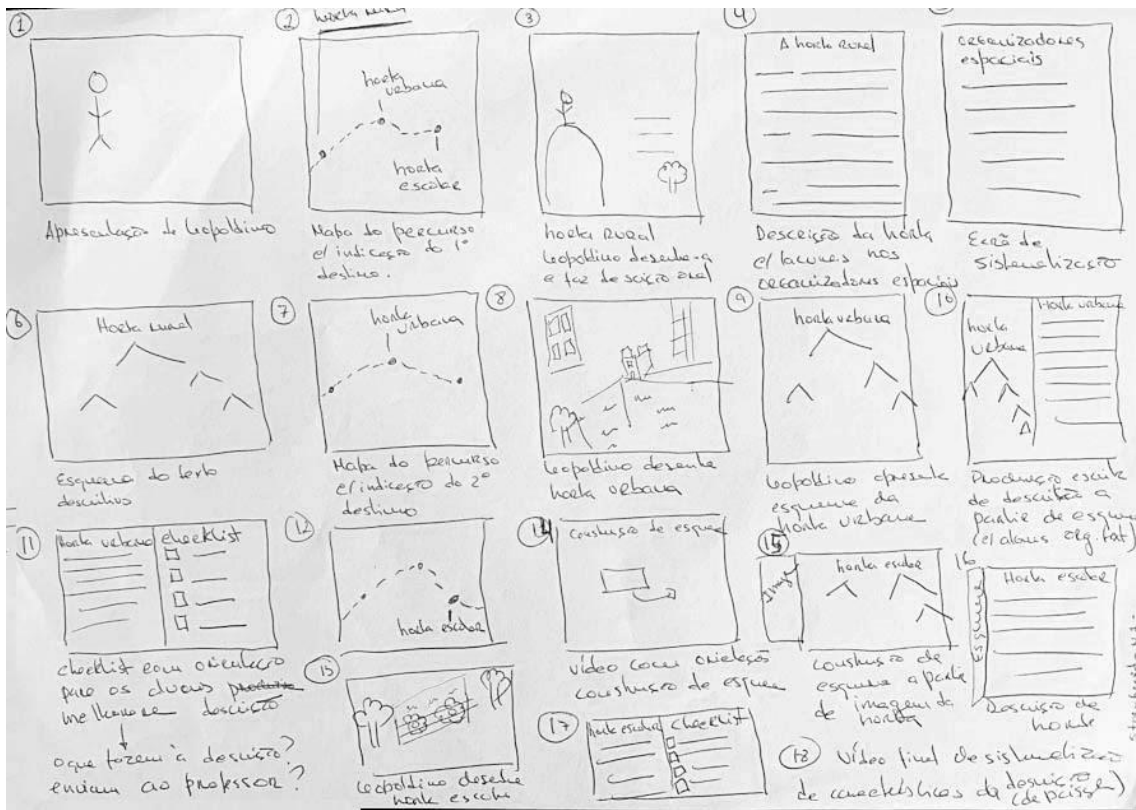 1
Apresentação de Leopoldino
2
horta rural
horta
urbana
horta
escolar
Mapa do percurso
c/ indicação do 1º
destino.
3
horta rural
Leopoldino desenha-a
e faz descrição oral
4
A horta rural
Descrição da horta
c/ lacunas nos
organizadores espaciais
organizadores
espaciais
Ecrã de
sistematização
6
Horta rural
Esquema do texto
descritivo
7
horta
urbana
Mapa do percurso
c/ indicação do 2º
destino
8
Leopoldino desenha
horta urbana
9
horta urbana
Leopoldino apresenta
esquema da
horta urbana
10
horta
urbana
Horta urbana
Produção escrita
de descrição a
partir de esquema
(c/ alguns org. text)
11
Horta urbana
checklist
checklist com orientação
para os alunos produzire
melhorar descrição
o que fazem à descrição?
enviam ao professor?
12
horta escolar
13
Leopoldino desenha
horta escolar
14
construção de esquema
vídeo com orientações
construção de esquema
15
Imagem
horta escolar
construção de
esquema a partir
de imagem da
horta
16
Esquema
Horta escolar
Descrição da
horta
17
horta escolar
checklist
18 Vídeo final de sistematização
de características da descrição
(de paisagem)